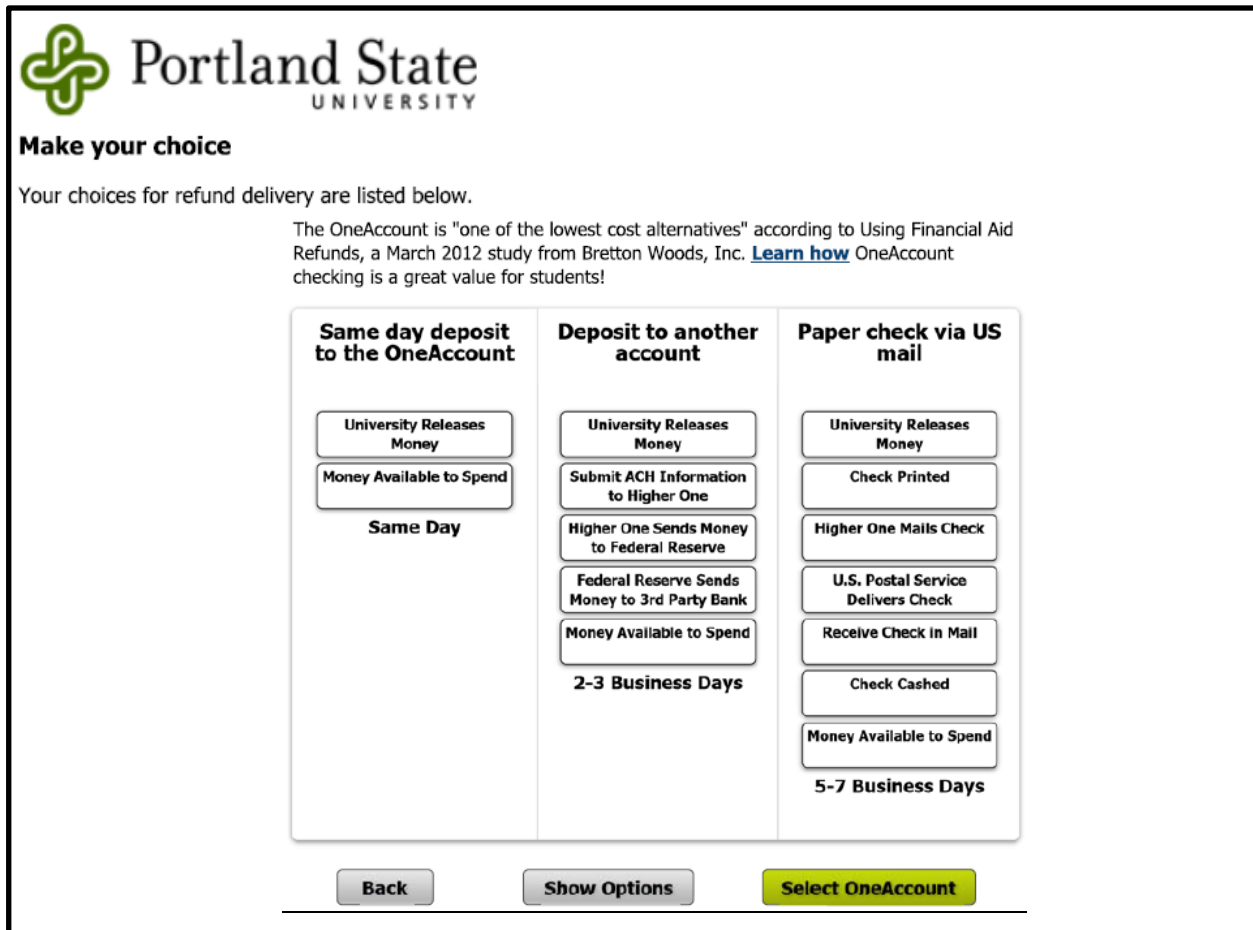 Portland State
UNIVERSITY
Make your choice
Your choices for refund delivery are listed below.
The OneAccount is "one of the lowest cost alternatives" according to Using Financial Aid
Refunds, a March 2012 study from Bretton Woods, Inc. Learn how OneAccount
checking is a great value for students!
Same day deposit
to the OneAccount
University Releases
Money
Money Available to Spend
Same Day
Deposit to another
account
University Releases
Money
Submit ACH Information
to Higher One
Higher One Sends Money
to Federal Reserve
Federal Reserve Sends
Money to 3rd Party Bank
Money Available to Spend
2-3 Business Days
Paper check via US
mail
University Releases
Money
Check Printed
Higher One Mails Check
U.S. Postal Service
Delivers Check
Receive Check in Mail
Check Cashed
Money Available to Spend
5-7 Business Days
Back
Show Options
Select OneAccount